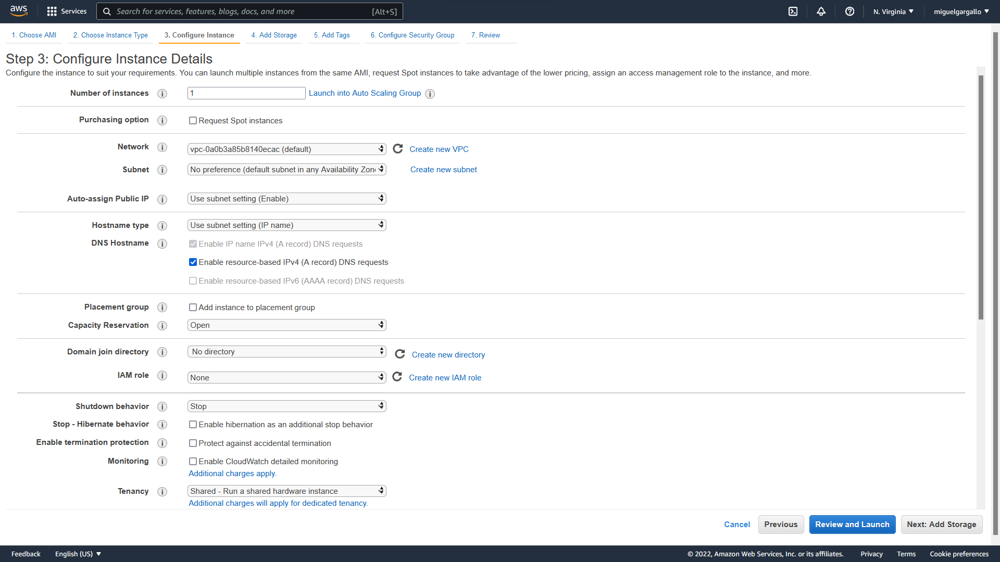 aws
Services
Search for services, features, blogs, docs, and more [Alt+S]
N. Virginia
miguelgargallo
1. Choose AMI
2. Choose Instance Type
3. Configure Instance
4. Add Storage
5. Add Tags
6. Configure Security Group
7. Review
Step 3: Configure Instance Details
Configure the instance to suit your requirements. You can launch multiple instances from the same AMI, request Spot instances to take advantage of the lower pricing, assign an access management role to the instance, and more.
Number of instances i 1 Launch into Auto Scaling Group i
Purchasing option i Request Spot instances
Network i vpc-0a0b3a85b8140ecac (default) Create new VPC
Subnet i No preference (default subnet in any Availability Zon Create new subnet
Auto-assign Public IP i Use subnet setting (Enable)
Hostname type i Use subnet setting (IP name)
DNS Hostname i Enable IP name IPv4 (A record) DNS requests
Enable resource-based IPv4 (A record) DNS requests
Enable resource-based IPv6 (AAAA record) DNS requests
Placement group i Add instance to placement group
Capacity Reservation i Open
Domain join directory i No directory Create new directory
IAM role i None Create new IAM role
Shutdown behavior i Stop
Stop - Hibernate behavior i Enable hibernation as an additional stop behavior
Enable termination protection i Protect against accidental termination
Monitoring i Enable CloudWatch detailed monitoring
Additional charges apply.
Tenancy i Shared - Run a shared hardware instance
Additional charges will apply for dedicated tenancy.
Cancel
Previous
Review and Launch
Next: Add Storage
Feedback
English (US)
© 2022, Amazon Web Services, Inc. or its affiliates.
Privacy
Terms
Cookie preferences